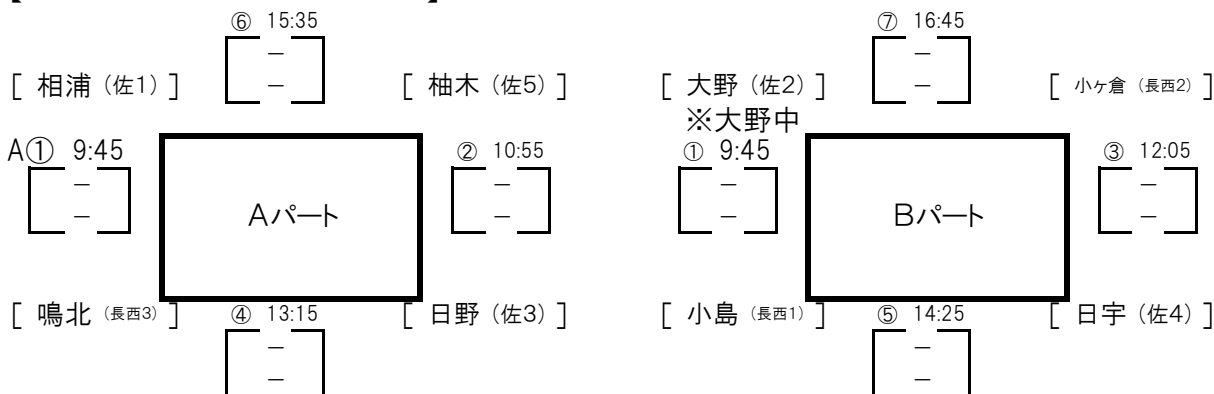 ⑥ 15:35 ⑦ 16:45
－ －
[ 相浦（佐1） ] － [ 柚木（佐5） ] [ 大野（佐2） ] － [ 小ヶ倉（長西2） ]
※大野中
A① 9:45 ② 10:55 ① 9:45 ③ 12:05
－ － － －
－ Aパート － － Bパート －
[ 鳴北（長西3） ] ④ 13:15 [ 日野（佐3） ] [ 小島（長西1） ] ⑤ 14:25 [ 日宇（佐4） ]
－ －
－ －